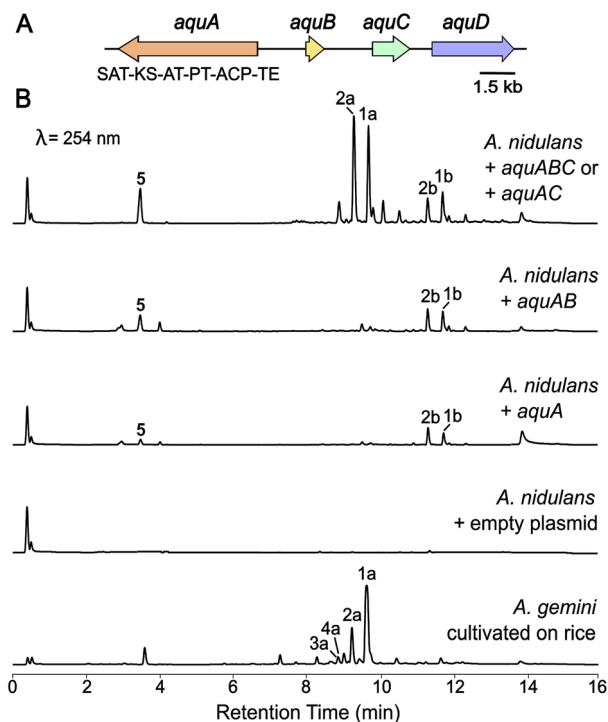 A
aquA aquB aquC aquD
SAT-KS-AT-PT-ACP-TE
1.5 kb
B
λ= 254 nm
2a
1a
5
2b
1b
A. nidulans
+ aquABC or
+ aquAC
5
2b
1b
A. nidulans
+ aquAB
5
2b
1b
A. nidulans
+ aquA
A. nidulans
+ empty plasmid
1a
2a
4a
3a
A. gemini
cultivated on rice
0 2 4 6 8 10 12 14 16
Retention Time (min)